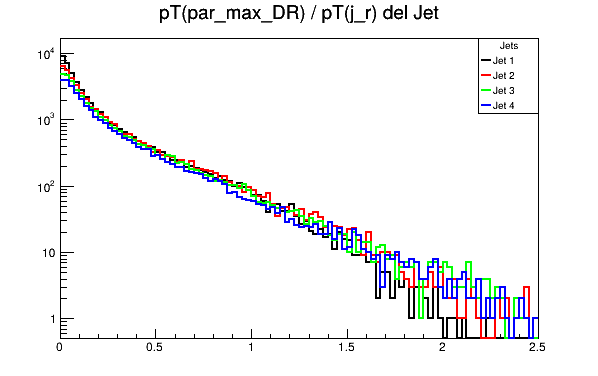 pT(par_max_DR) / pT(j_r) del Jet
Jets
Jet 1
Jet 2
Jet 3
Jet 4
10⁴
10³
10²
10
1
0 0.5 1 1.5 2 2.5